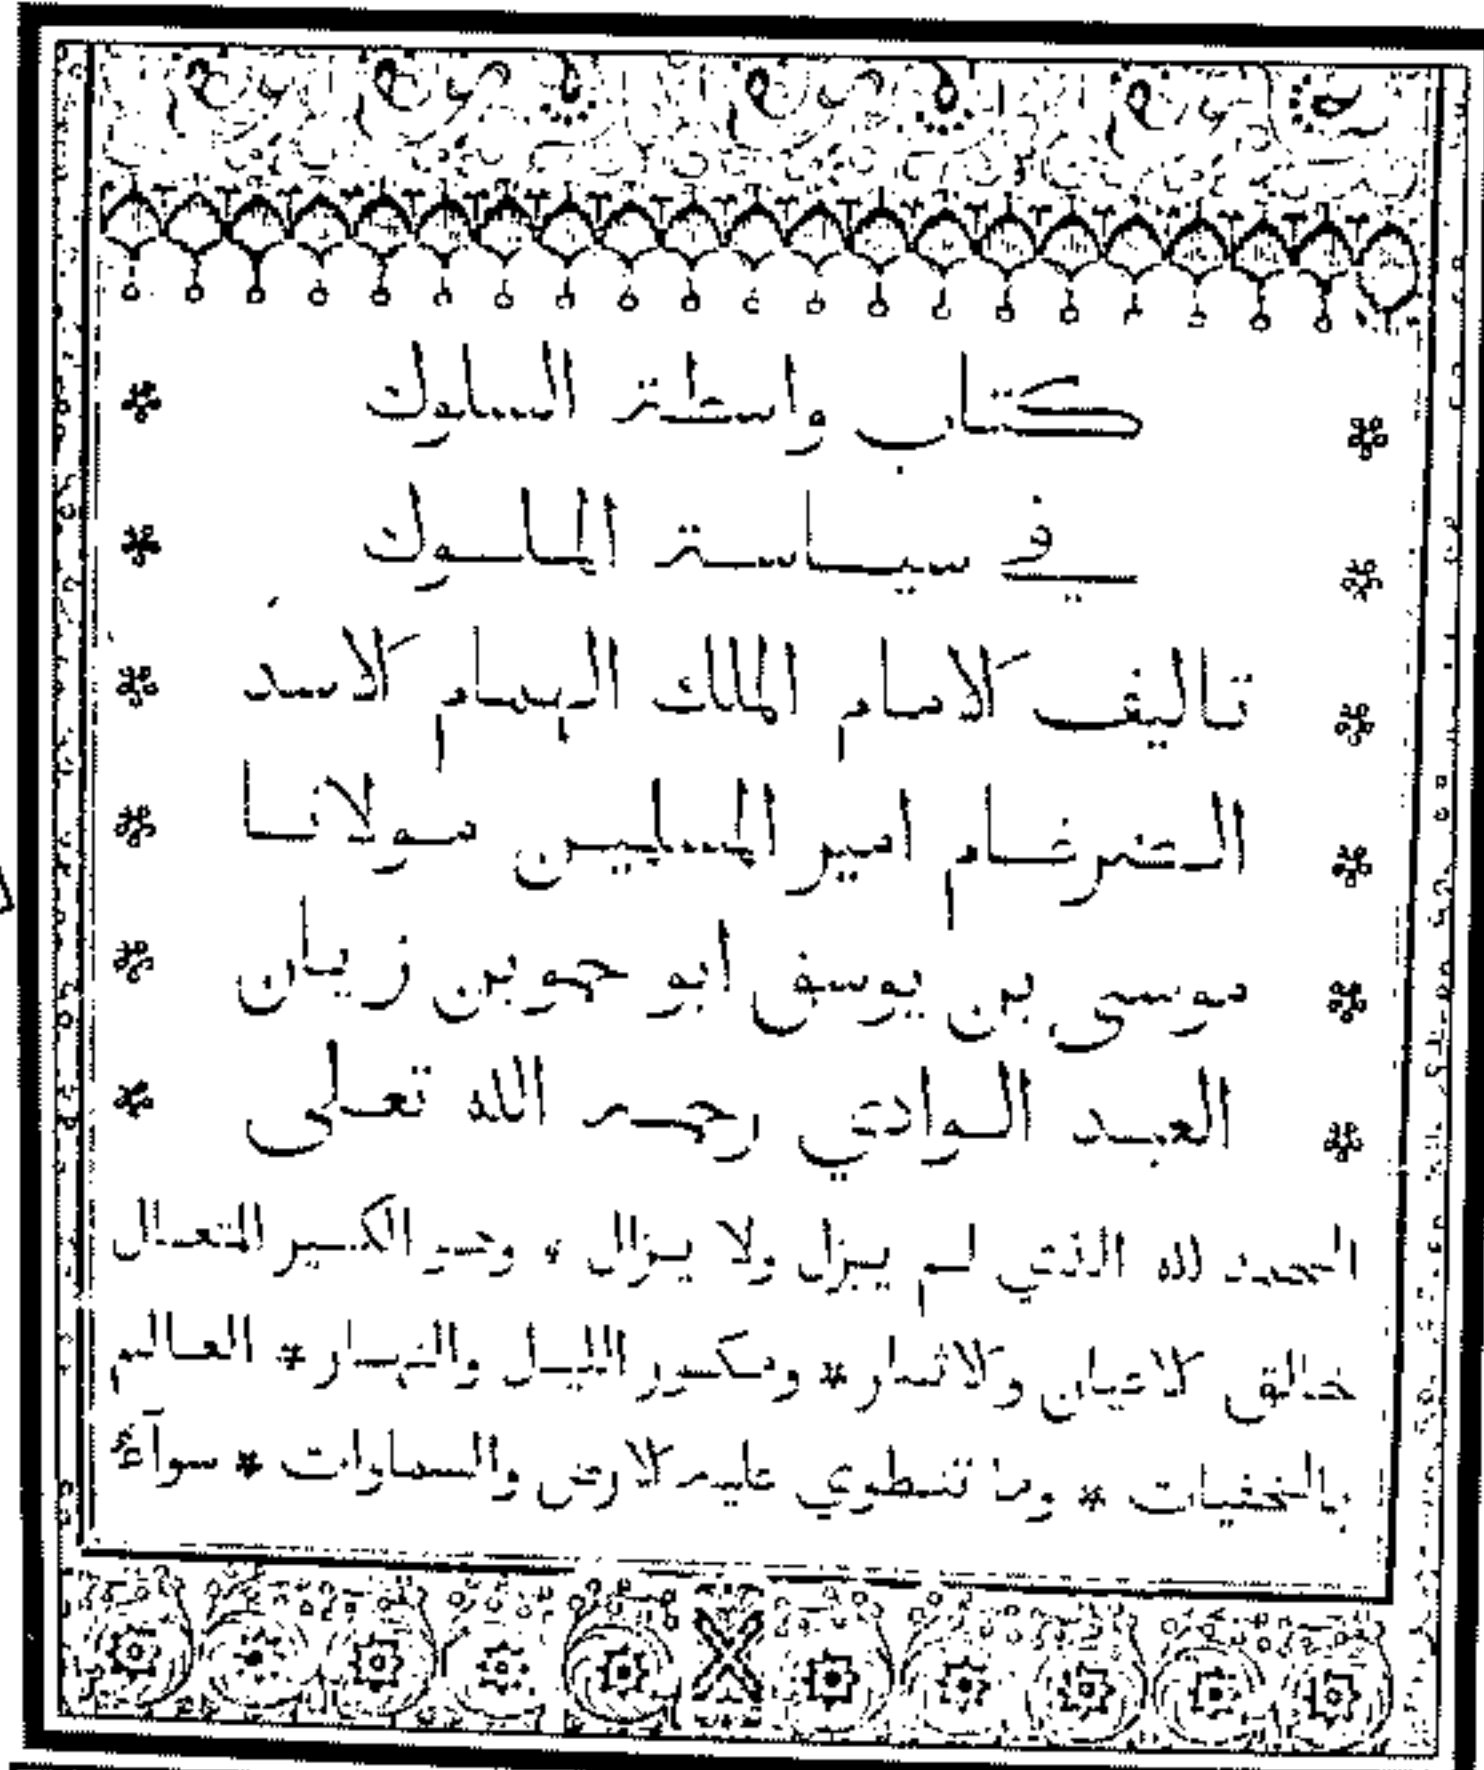 * كتاب واسطة السلوك *
* في سياسة الملوك *
* تاليف الامام الملك الهمام الاسد *
* الضرغام امير المسلمين مولانا *
* موسى بن يوسف ابو حمو بن زيان *
* العبد الوادي رحمه الله تعلى *
الحمد لله الذي لم يزل ولا يزال ، وهو الكبير المتعال
خالق الاعيان والاثار * ومكور الليل والنهار * العالم
بالخفيات * وما تنطوي عليه الارض والسماوات * سوآء